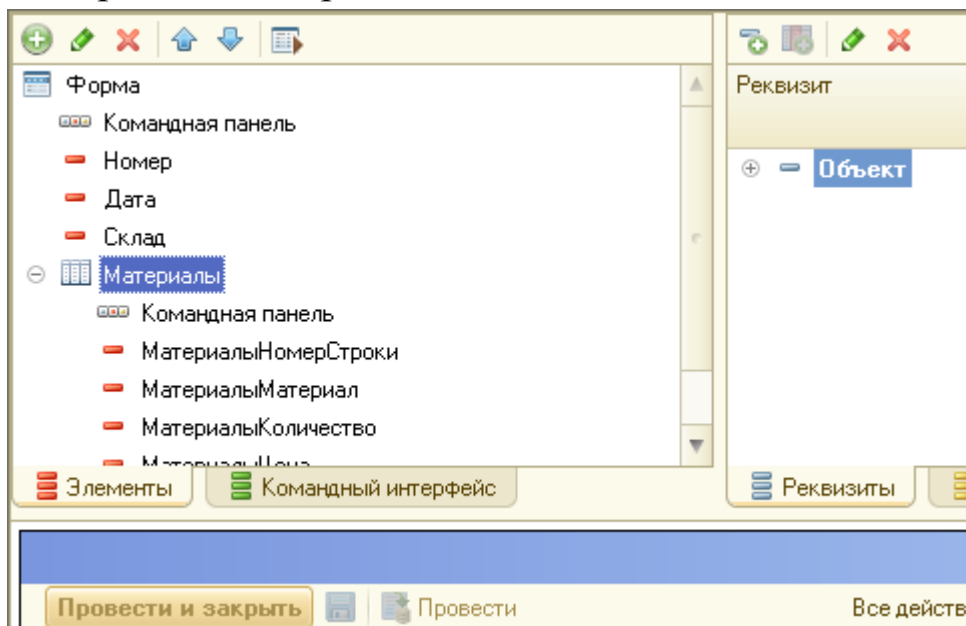 Форма
Реквизит
Командная панель
Номер
Объект
Дата
Склад
Материалы
Командная панель
МатериалыНомерСтроки
МатериалыМатериал
МатериалыКоличество
МатериалыЦена
Элементы
Командный интерфейс
Реквизиты
Провести и закрыть
Провести
Все действ